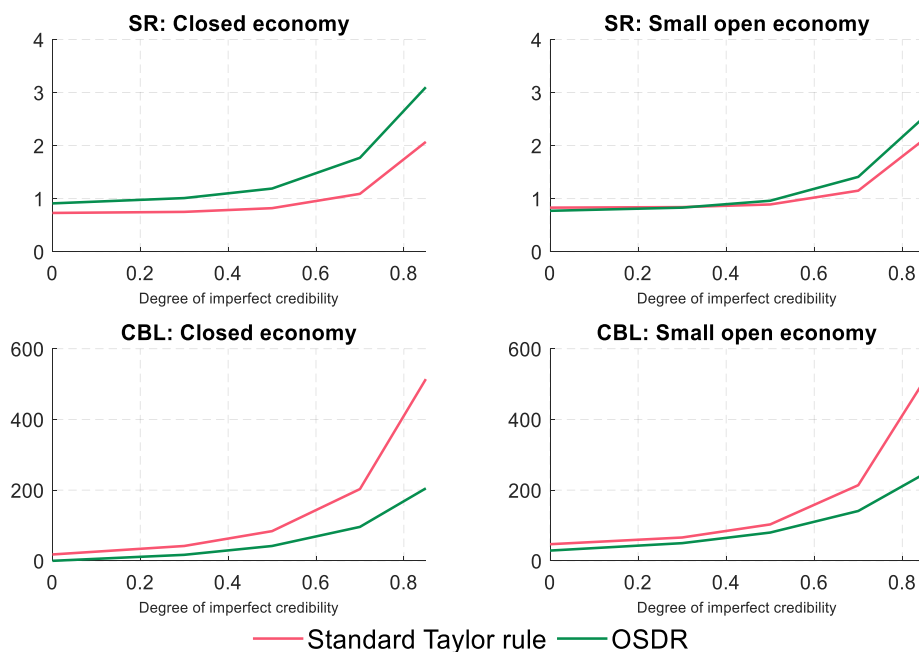 SR: Closed economy
4
3
2
1
0
0 0.2 0.4 0.6 0.8
Degree of imperfect credibility
SR: Small open economy
4
3
2
1
0
0 0.2 0.4 0.6 0.8
Degree of imperfect credibility
CBL: Closed economy
600
400
200
0
0 0.2 0.4 0.6 0.8
Degree of imperfect credibility
CBL: Small open economy
600
400
200
0
0 0.2 0.4 0.6 0.8
Degree of imperfect credibility
Standard Taylor rule OSDR